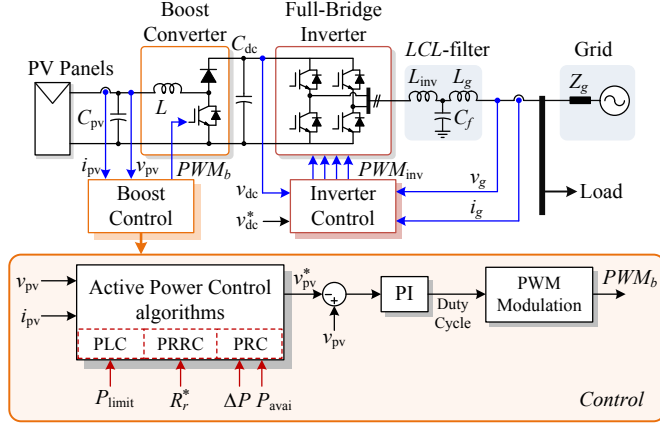 Boost Converter
Full-Bridge Inverter
LCL-filter
Grid
PV Panels
C_dc
L_inv
L_g
Z_g
C_pv
L
C_f
i_pv
v_pv
PWM_b
PWM_inv
v_g
Load
Boost Control
v_dc
Inverter Control
v*_dc
i_g
v_pv
Active Power Control algorithms
v*_pv
−
+
PI
Duty Cycle
PWM Modulation
PWM_b
i_pv
PLC
PRRC
PRC
v_pv
P_limit
R*_r
ΔP
P_avai
Control